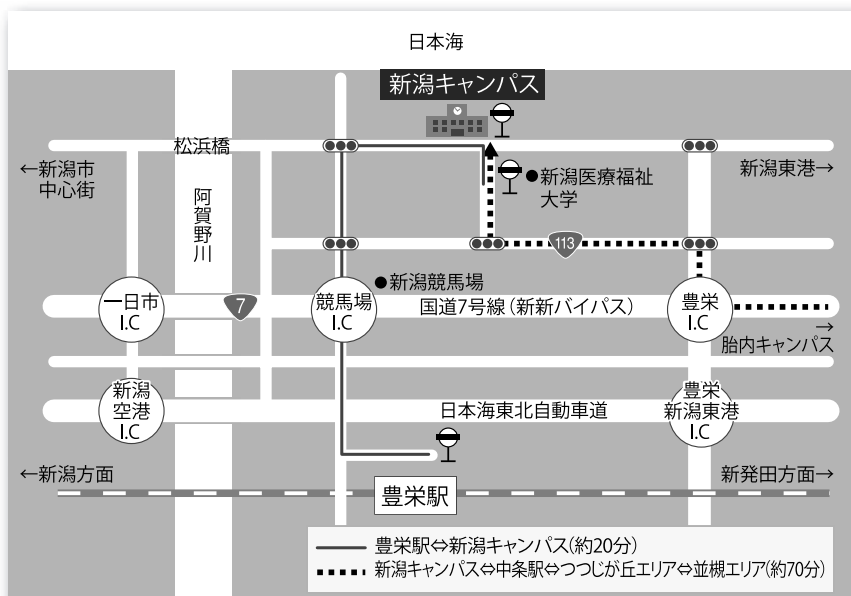 日本海
新潟キャンパス
松浜橋
←新潟市
中心街
新潟東港→
●新潟医療福祉
大学
阿賀野川
113
●新潟競馬場
一日市
I.C
7
競馬場
I.C
国道7号線(新新バイパス)
豊栄
I.C
→
胎内キャンパス
新潟
空港
I.C
日本海東北自動車道
豊栄
新潟東港
I.C
←新潟方面
新発田方面→
豊栄駅
豊栄駅⇔新潟キャンパス(約20分)
新潟キャンパス⇔中条駅⇔つつじが丘エリア⇔並槻エリア(約70分)